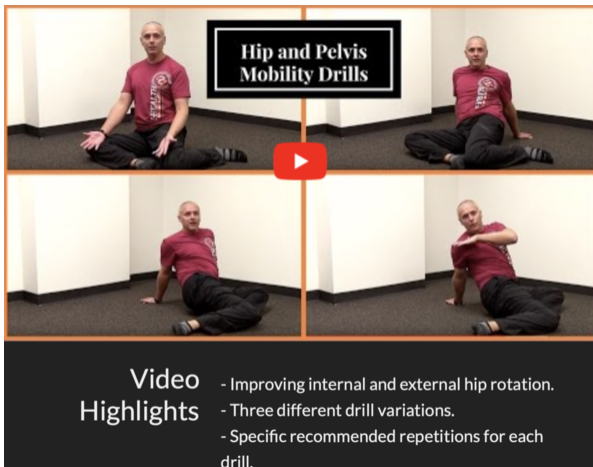 Hip and Pelvis
Mobility Drills
Video
Highlights
- Improving internal and external hip rotation.
- Three different drill variations.
- Specific recommended repetitions for each
drill.